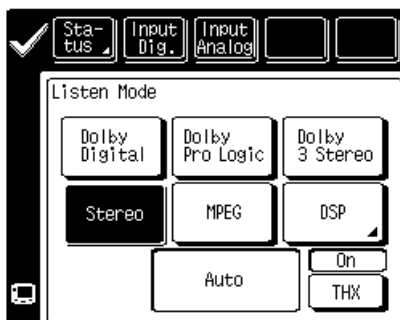 Sta-
tus
Input
Dig.
Input
Analog
Listen Mode
Dolby
Digital
Dolby
Pro Logic
Dolby
3 Stereo
Stereo
MPEG
DSP
Auto
On
THX